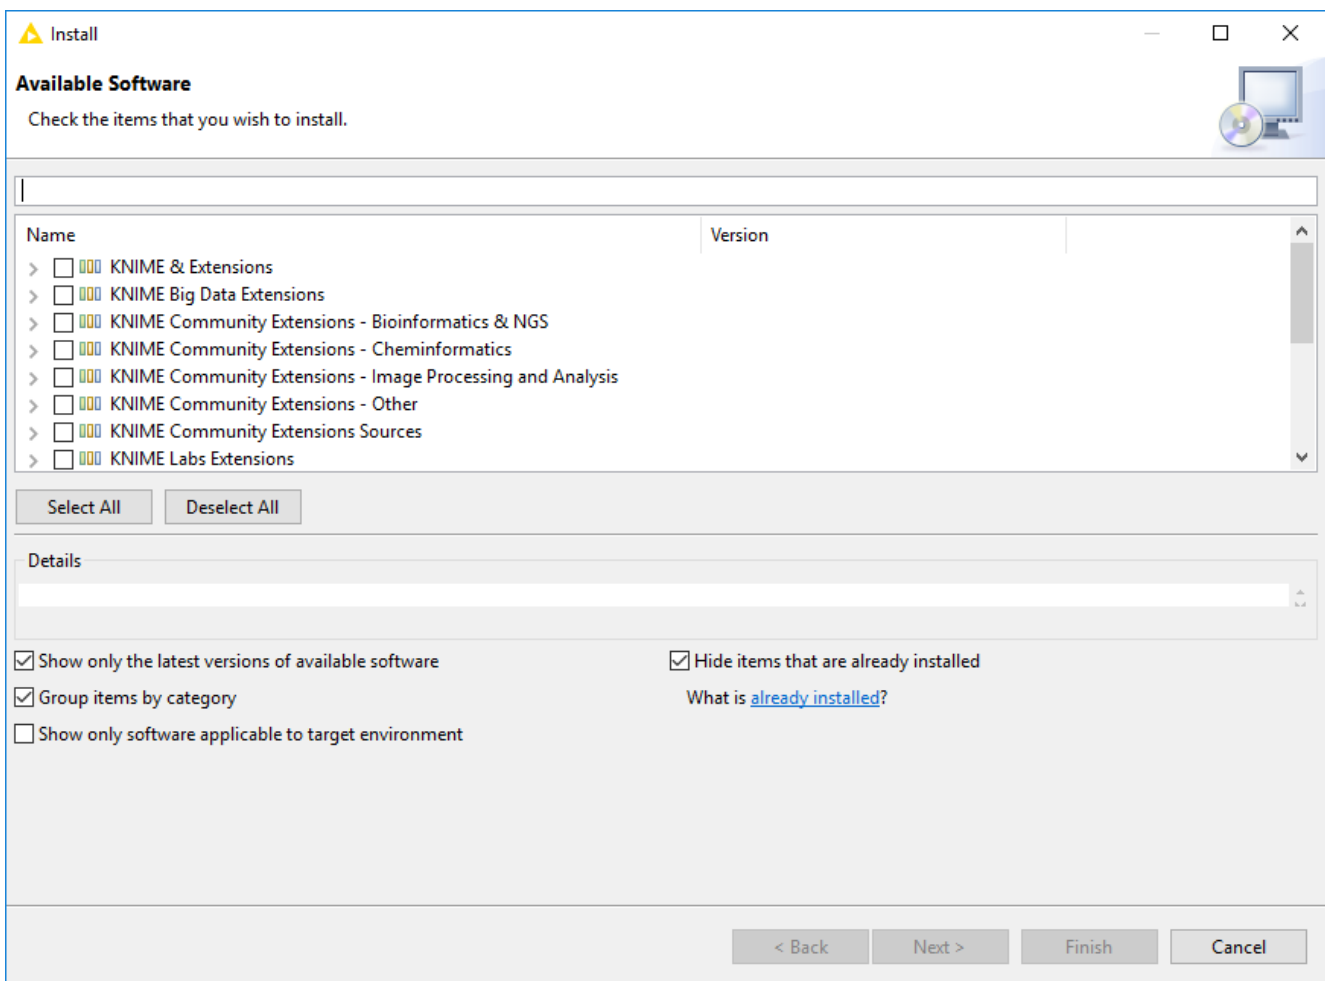 Install
Available Software
Check the items that you wish to install.
Name Version
KNIME & Extensions
KNIME Big Data Extensions
KNIME Community Extensions - Bioinformatics & NGS
KNIME Community Extensions - Cheminformatics
KNIME Community Extensions - Image Processing and Analysis
KNIME Community Extensions - Other
KNIME Community Extensions Sources
KNIME Labs Extensions
Select All Deselect All
Details
Show only the latest versions of available software Hide items that are already installed
Group items by category What is already installed?
Show only software applicable to target environment
< Back Next > Finish Cancel